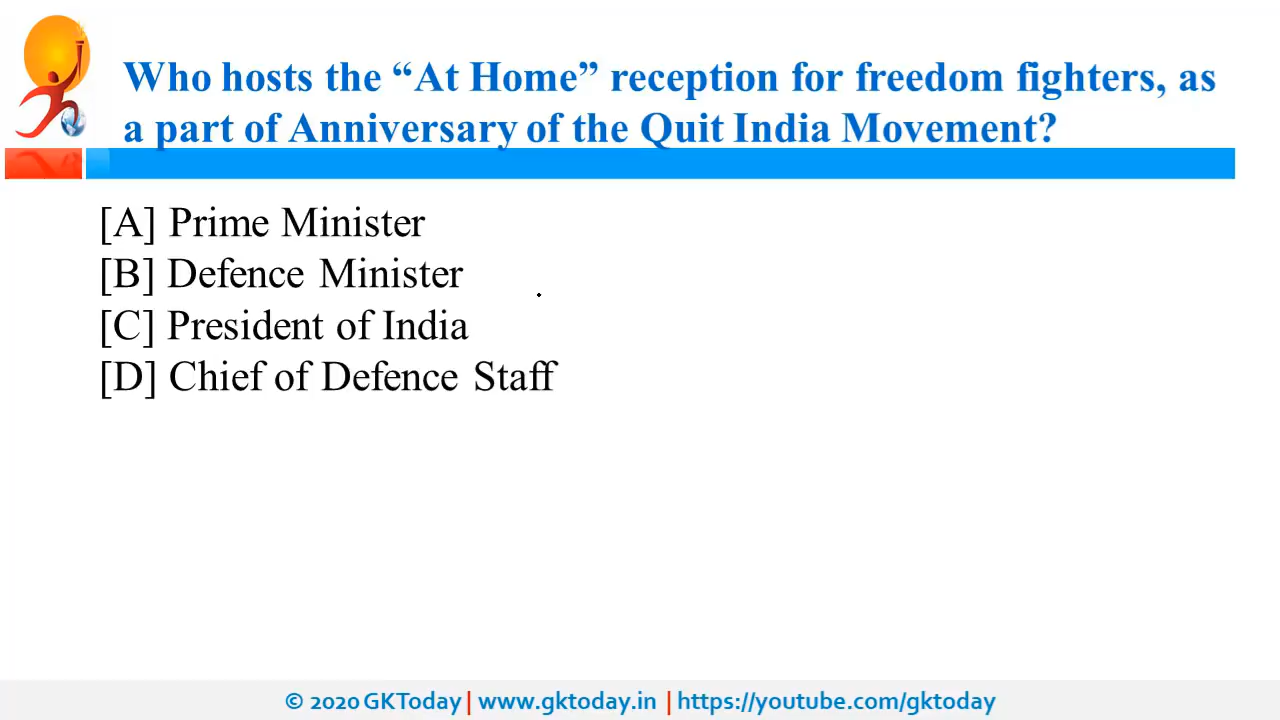 Who hosts the “At Home” reception for freedom fighters, as
a part of Anniversary of the Quit India Movement?
[A] Prime Minister
[B] Defence Minister
[C] President of India
[D] Chief of Defence Staff
© 2020 GKToday | www.gktoday.in | https://youtube.com/gktoday